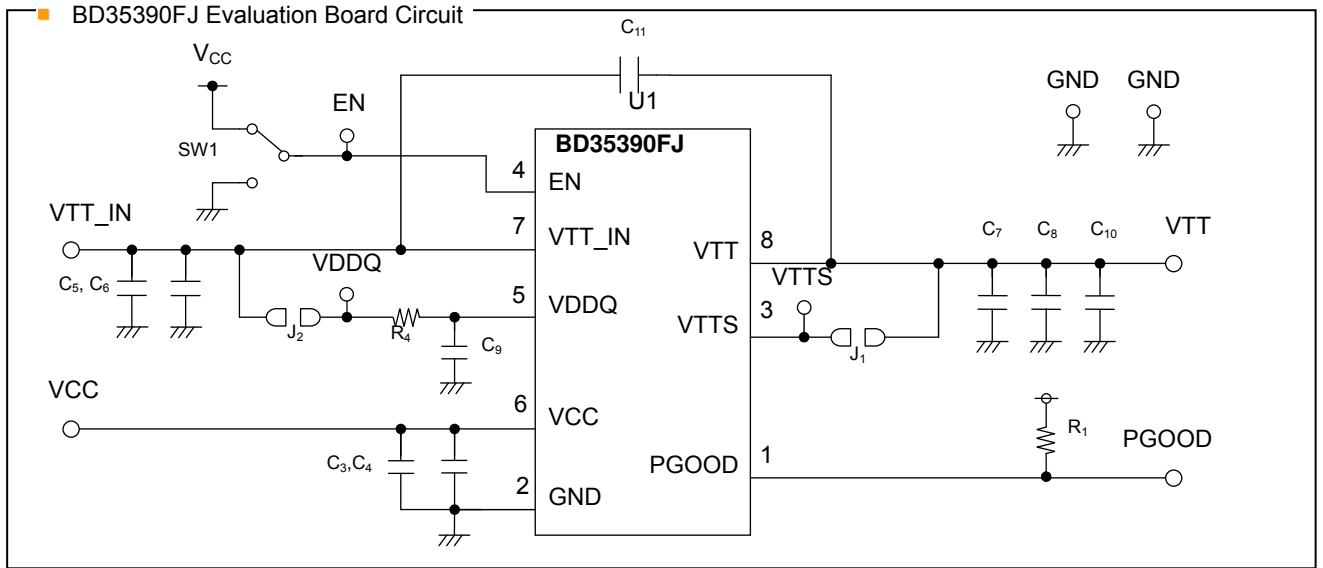 BD35390FJ Evaluation Board Circuit
C₁₁
V_CC
GND GND
EN
U1
SW1
BD35390FJ
4 EN
VTT_IN
7 VTT_IN
VTT 8
C₇ C₈ C₁₀ VTT
C₅, C₆
VDDQ
VTTS
5 VDDQ
VTTS 3
J₂ R₄ C₉
J₁
VCC
6 VCC
R₁ PGOOD
C₃,C₄
PGOOD 1
2 GND